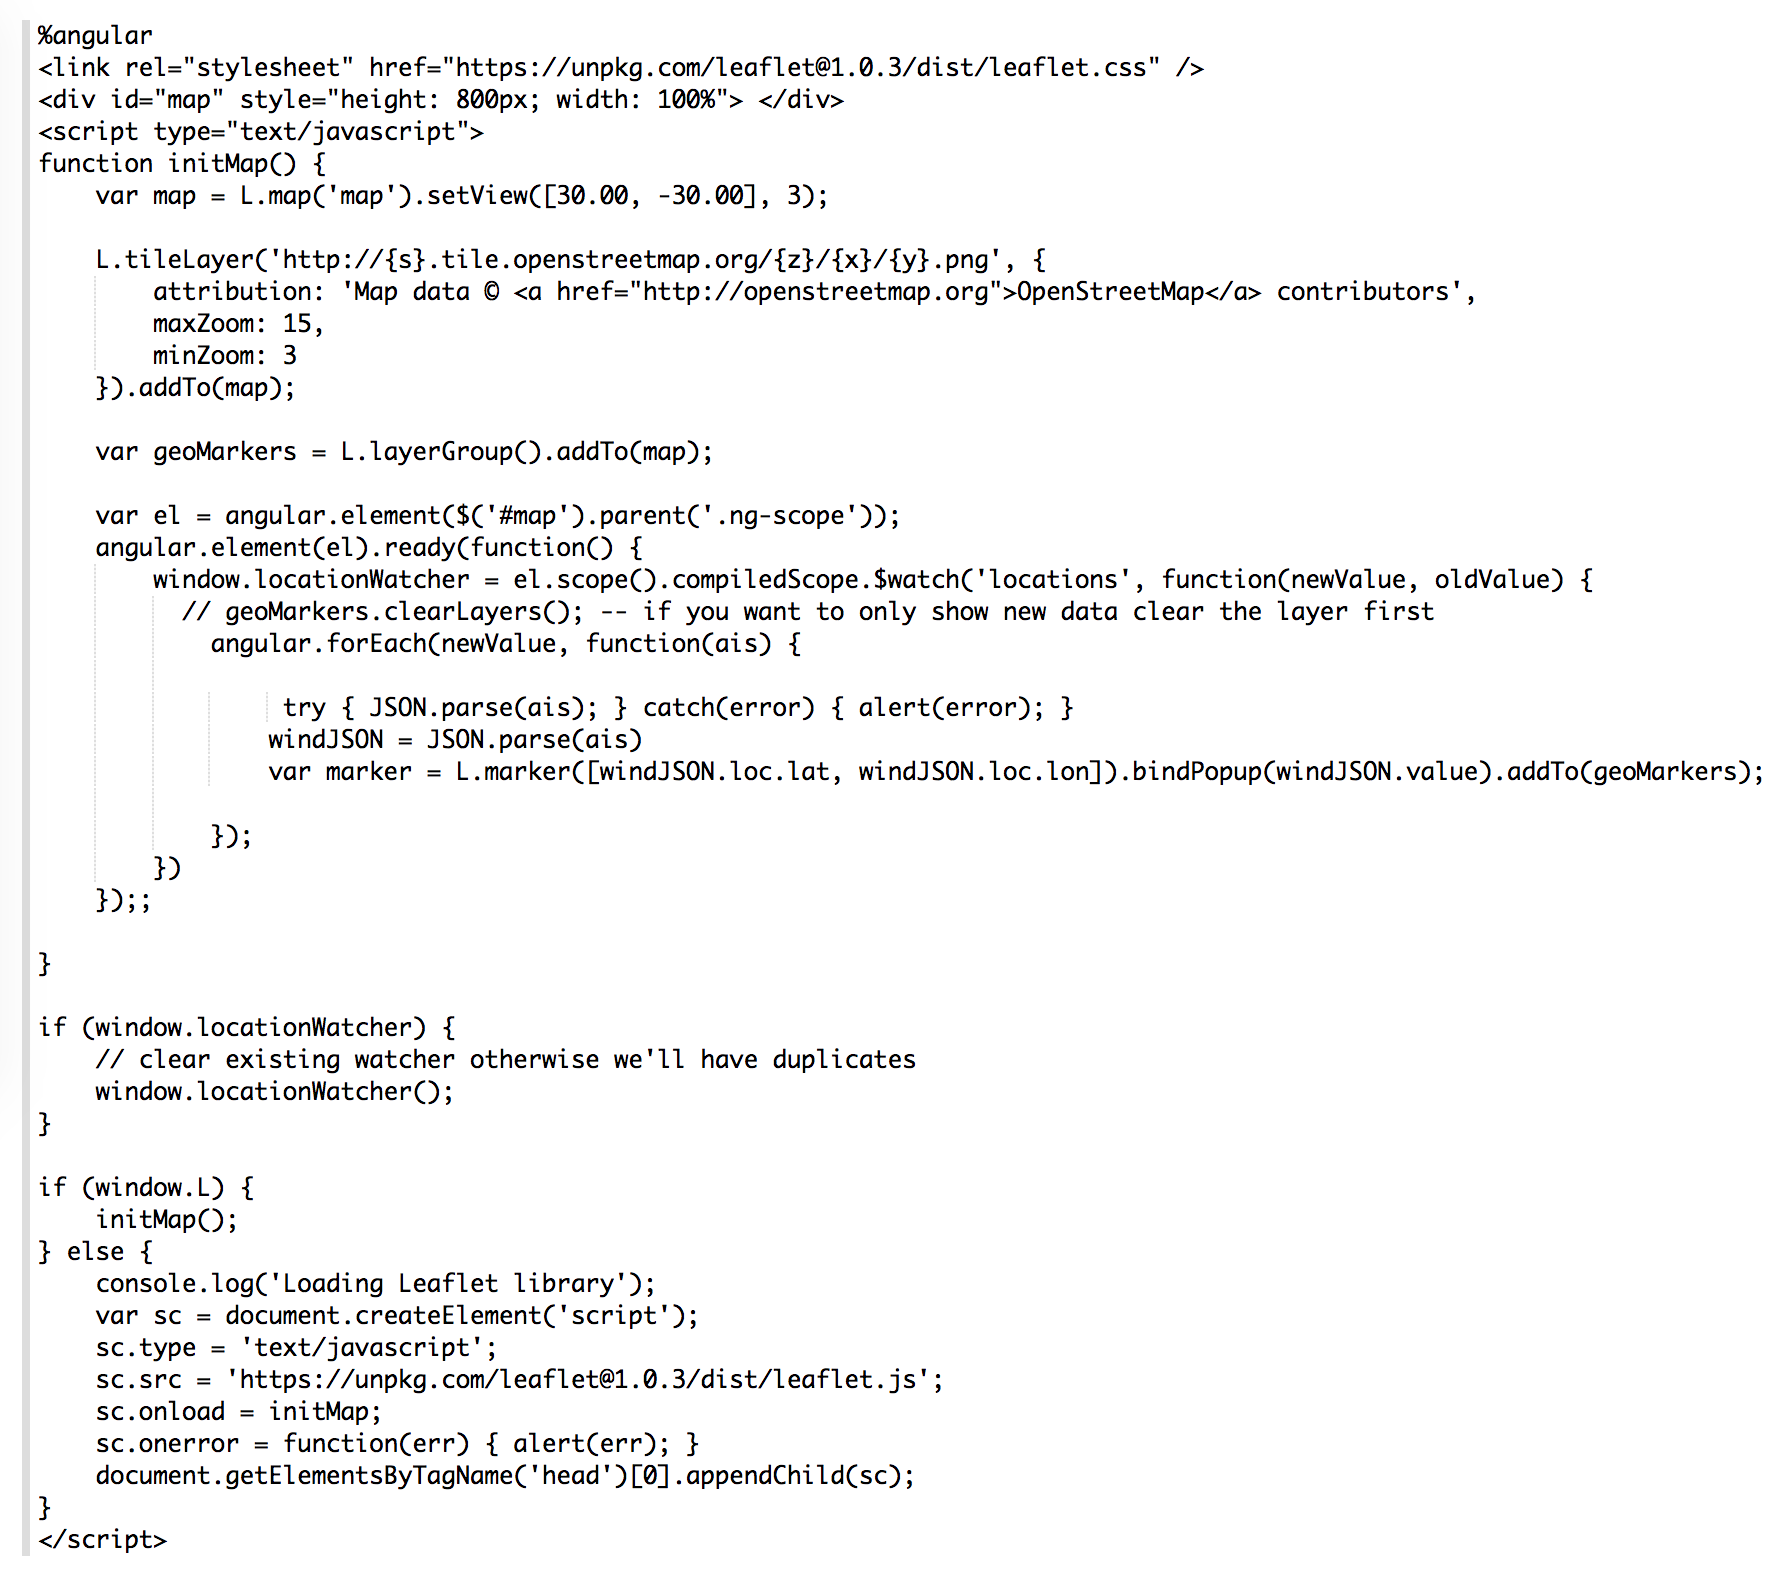 %angular
<link rel="stylesheet" href="https://unpkg.com/leaflet@1.0.3/dist/leaflet.css" />
<div id="map" style="height: 800px; width: 100%"> </div>
<script type="text/javascript">
function initMap() {
    var map = L.map('map').setView([30.00, -30.00], 3);

    L.tileLayer('http://{s}.tile.openstreetmap.org/{z}/{x}/{y}.png', {
        attribution: 'Map data © <a href="http://openstreetmap.org">OpenStreetMap</a> contributors',
        maxZoom: 15,
        minZoom: 3
    }).addTo(map);

    var geoMarkers = L.layerGroup().addTo(map);

    var el = angular.element($('#map').parent('.ng-scope'));
    angular.element(el).ready(function() {
        window.locationWatcher = el.scope().compiledScope.$watch('locations', function(newValue, oldValue) {
          // geoMarkers.clearLayers(); -- if you want to only show new data clear the layer first
            angular.forEach(newValue, function(ais) {

                 try { JSON.parse(ais); } catch(error) { alert(error); }
                windJSON = JSON.parse(ais)
                var marker = L.marker([windJSON.loc.lat, windJSON.loc.lon]).bindPopup(windJSON.value).addTo(geoMarkers);

            });
        })
    });;

}

if (window.locationWatcher) {
    // clear existing watcher otherwise we'll have duplicates
    window.locationWatcher();
}

if (window.L) {
    initMap();
} else {
    console.log('Loading Leaflet library');
    var sc = document.createElement('script');
    sc.type = 'text/javascript';
    sc.src = 'https://unpkg.com/leaflet@1.0.3/dist/leaflet.js';
    sc.onload = initMap;
    sc.onerror = function(err) { alert(err); }
    document.getElementsByTagName('head')[0].appendChild(sc);
}
</script>